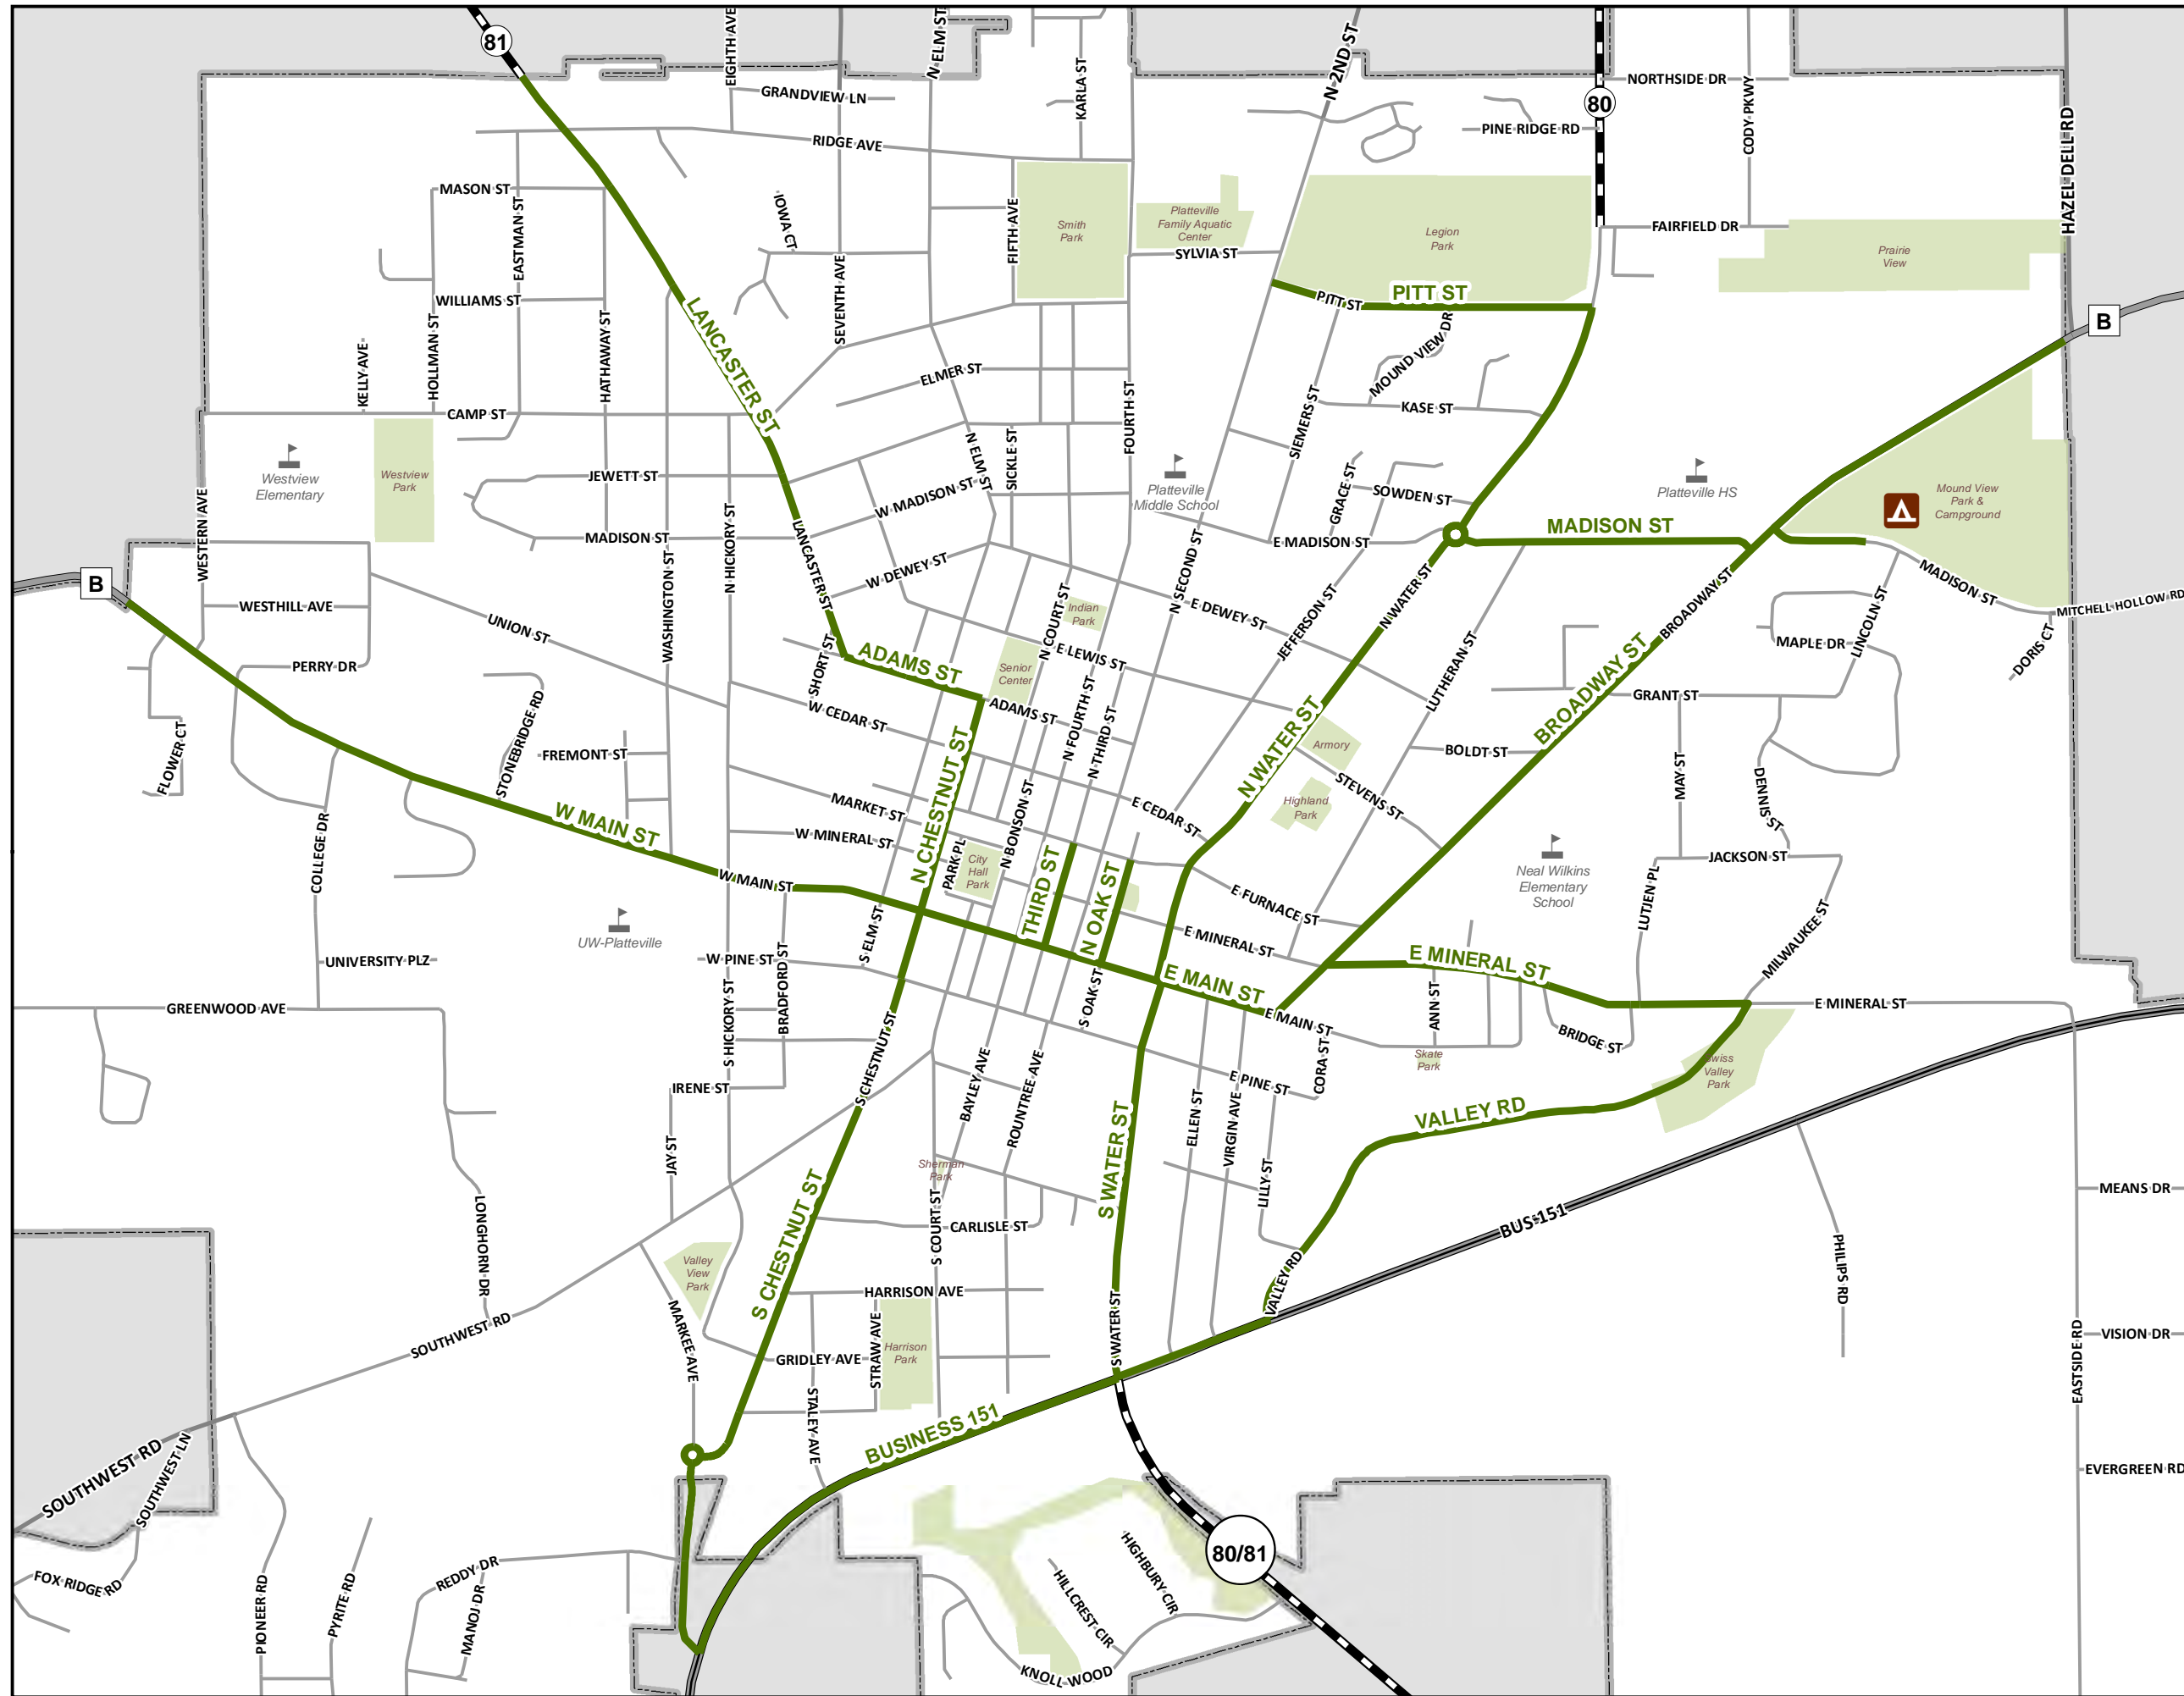 81
EIGHTH AVE
N ELM ST
KARLA ST
N 2ND ST
80
NORTHSIDE DR
CODY PKWY
HAZEL DELL RD
GRANDVIEW LN
RIDGE AVE
PINE RIDGE RD
MASON ST
EASTMAN ST
IOWA CT
FIFTH AVE
Smith
Park
Platteville
Family Aquatic
Center
SYLVIA ST
Legion
Park
FAIRFIELD DR
Prairie
View
SEVENTH AVE
WILLIAMS ST
HOLLMAN ST
HATHAWAY ST
KELLY AVE
LANCASTER ST
PITT ST
PITT ST
MOUND VIEW DR
B
ELMER ST
CAMP ST
FOURTH ST
SIEMERS ST
KASE ST
Westview
Elementary
Westview
Park
JEWETT ST
N ELM ST
SICKLE ST
W MADISON ST
Platteville
Middle School
GRACE ST
SOWDEN ST
Platteville HS
Mound View
Park &
Campground
WESTERN AVE
MADISON ST
WASHINGTON ST
N HICKORY ST
LANCASTER ST
W DEWEY ST
E MADISON ST
MADISON ST
MADISON ST
MITCHELL HOLLOW RD
B
WESTHILL AVE
UNION ST
PERRY DR
N SECOND ST
N COURT ST
Indian
Park
E DEWEY ST
JEFFERSON ST
N WATER ST
BROADWAY ST
LUTHERAN ST
LINCOLN ST
MAPLE DR
DORIS CT
SHORT ST
ADAMS ST
Senior
Center
E LEWIS ST
ADAMS ST
W CEDAR ST
N FOURTH ST
N THIRD ST
BROADWAY ST
GRANT ST
FLOWER CT
STONEBRIDGE RD
FREMONT ST
N CHESTNUT ST
N WATER ST
Armory
BOLDT ST
MAY ST
DENNIS ST
STEVENS ST
Highland
Park
MARKET ST
W MINERAL ST
N BONSON ST
E CEDAR ST
W MAIN ST
COLLEGE DR
PARK PL
City
Hall
Park
THIRD ST
N OAK ST
Neal Wilkins
Elementary
School
JACKSON ST
LUTJEN PL
W MAIN ST
UW-Platteville
S ELM ST
E FURNACE ST
E MINERAL ST
MILWAUKEE ST
UNIVERSITY PLZ
W PINE ST
E MINERAL ST
E MAIN ST
E MAIN ST
GREENWOOD AVE
S HICKORY ST
BRADFORD ST
S OAK ST
ANN ST
BRIDGE ST
E MINERAL ST
S CHESTNUT ST
IRENE ST
BAYLEY AVE
ROUNTREE AVE
E PINE ST
CORA ST
Skate
Park
Swiss
Valley
Park
JAY ST
ELLEN ST
VIRGIN AVE
VALLEY RD
Sherman
Park
S WATER ST
LILLY ST
LONGHORN DR
S CHESTNUT ST
S COURT ST
CARLISLE ST
BUS 151
MEANS DR
PHILIPS RD
Valley
View
Park
VALLEY RD
HARRISON AVE
S WATER ST
MARKEE AVE
SOUTHWEST RD
STRAW AVE
Harrison
Park
GRIDLEY AVE
VISION DR
EASTSIDE RD
STALEY AVE
BUSINESS 151
SOUTHWEST RD
SOUTHWEST LN
EVERGREEN RD
80/81
FOX RIDGE RD
PIONEER RD
PYRITE RD
REDDY DR
MANOJ DR
HIGHBURY CIR
HILLCREST CIR
KNOLLWOOD